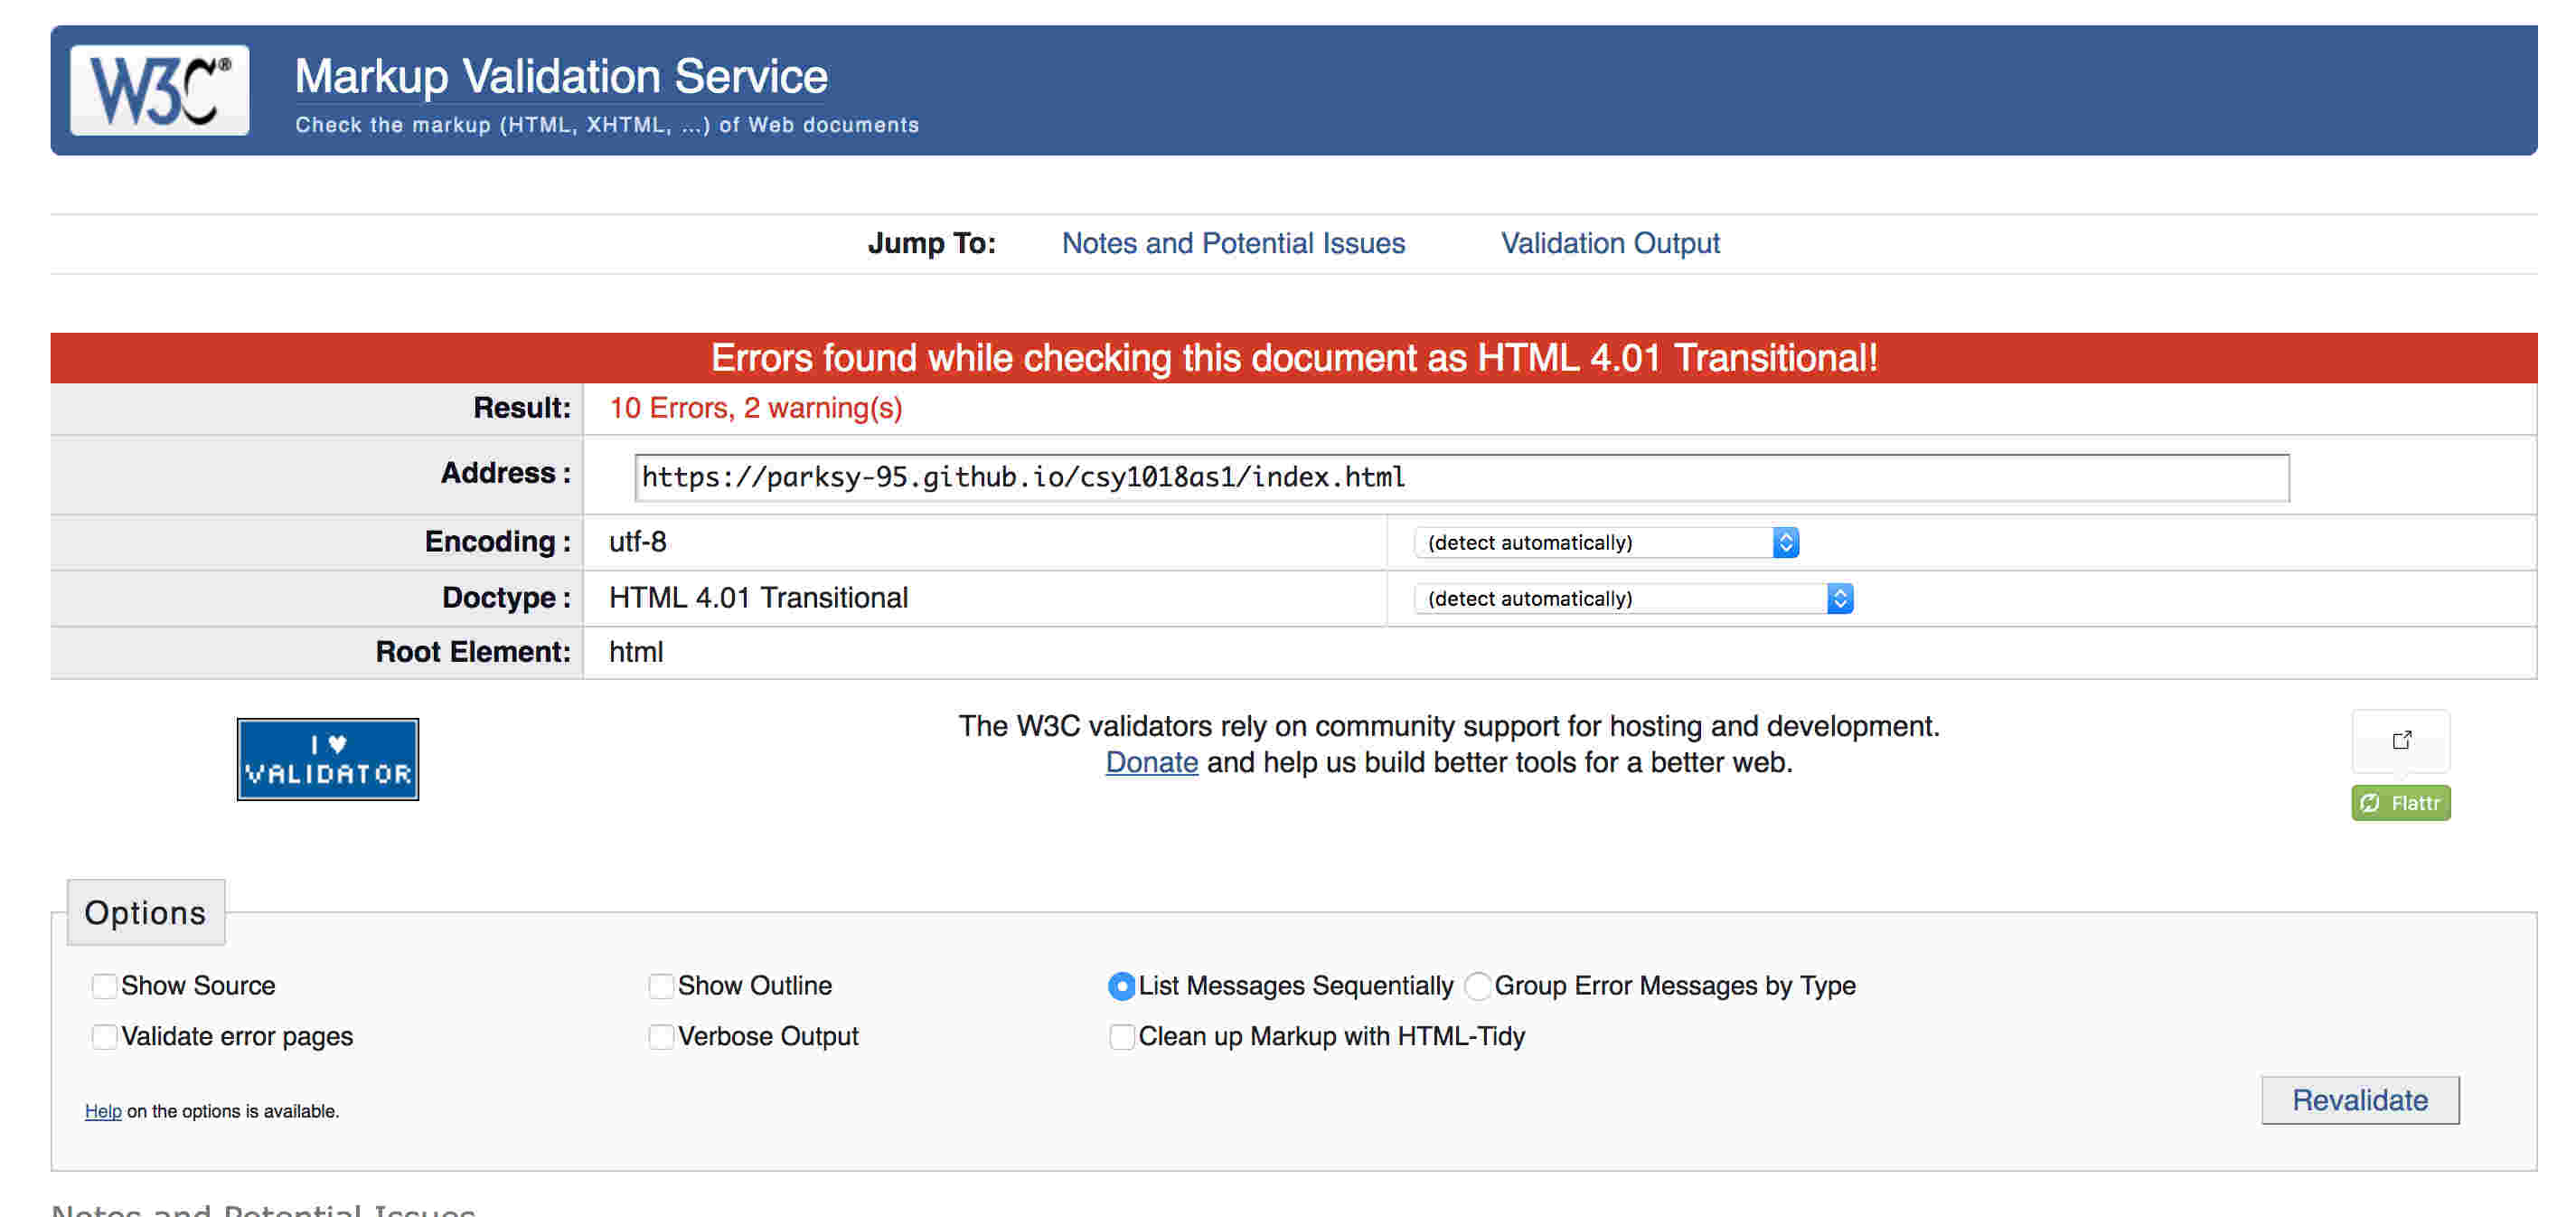 W3C®
Markup Validation Service
Check the markup (HTML, XHTML, ...) of Web documents
Jump To: Notes and Potential Issues Validation Output
Errors found while checking this document as HTML 4.01 Transitional!
Result: 10 Errors, 2 warning(s)
Address : https://parksy-95.github.io/csy1018as1/index.html
Encoding : utf-8 (detect automatically)
Doctype : HTML 4.01 Transitional (detect automatically)
Root Element: html
I ♥
VALIDATOR
The W3C validators rely on community support for hosting and development.
Donate and help us build better tools for a better web.
Flattr
Options
Show Source Show Outline List Messages Sequentially Group Error Messages by Type
Validate error pages Verbose Output Clean up Markup with HTML-Tidy
Help on the options is available.
Revalidate
Notes and Potential Issues